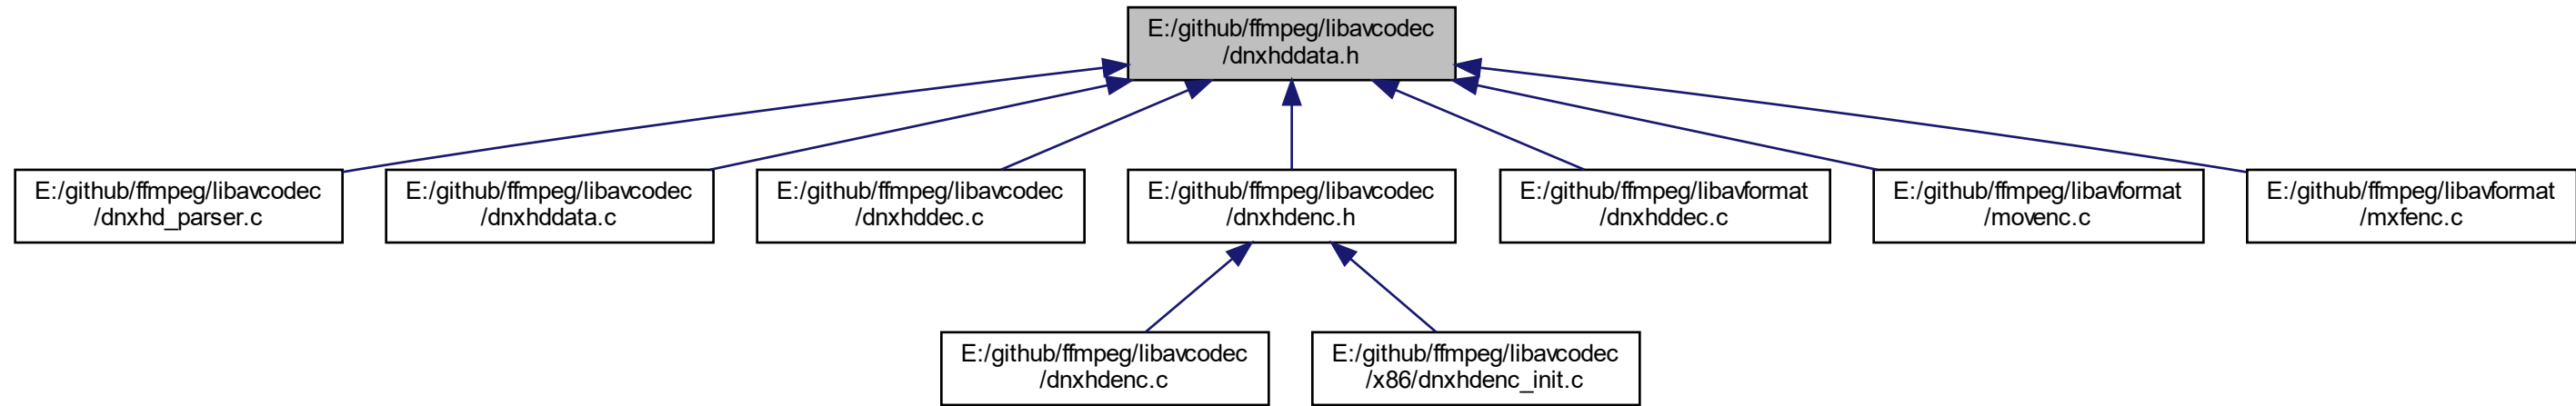 E:/github/ffmpeg/libavcodec
/dnxhddata.h
E:/github/ffmpeg/libavcodec
/dnxhd_parser.c
E:/github/ffmpeg/libavcodec
/dnxhddata.c
E:/github/ffmpeg/libavcodec
/dnxhddec.c
E:/github/ffmpeg/libavcodec
/dnxhdenc.h
E:/github/ffmpeg/libavformat
/dnxhddec.c
E:/github/ffmpeg/libavformat
/movenc.c
E:/github/ffmpeg/libavformat
/mxfenc.c
E:/github/ffmpeg/libavcodec
/dnxhdenc.c
E:/github/ffmpeg/libavcodec
/x86/dnxhdenc_init.c